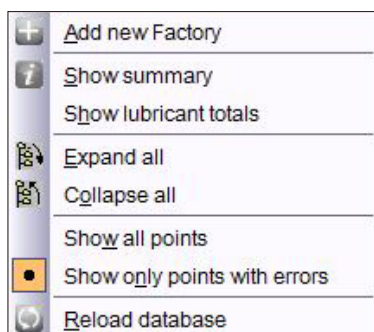 Add new Factory
Show summary
Show lubricant totals
Expand all
Collapse all
Show all points
Show only points with errors
Reload database